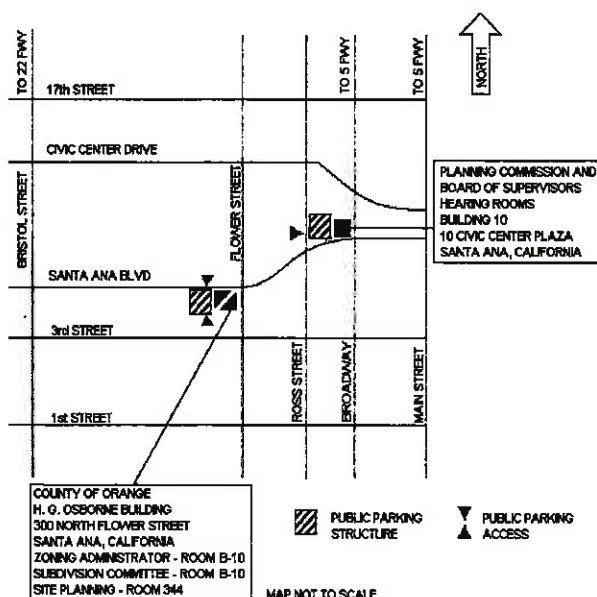 TO 22 FWY
TO 5 FWY
TO 5 FWY
NORTH
17th STREET
CIVIC CENTER DRIVE
BRISTOL STREET
FLOWER STREET
PLANNING COMMISSION AND
BOARD OF SUPERVISORS
HEARING ROOMS
BUILDING 10
10 CIVIC CENTER PLAZA
SANTA ANA, CALIFORNIA
SANTA ANA BLVD
3rd STREET
ROSS STREET
BROADWAY
MAIN STREET
1st STREET
COUNTY OF ORANGE
H. G. OSBORNE BUILDING
300 NORTH FLOWER STREET
SANTA ANA, CALIFORNIA
ZONING ADMINISTRATOR - ROOM B-10
SUBDIVISION COMMITTEE - ROOM B-10
SITE PLANNING - ROOM 344
PUBLIC PARKING
STRUCTURE
PUBLIC PARKING
ACCESS
MAP NOT TO SCALE